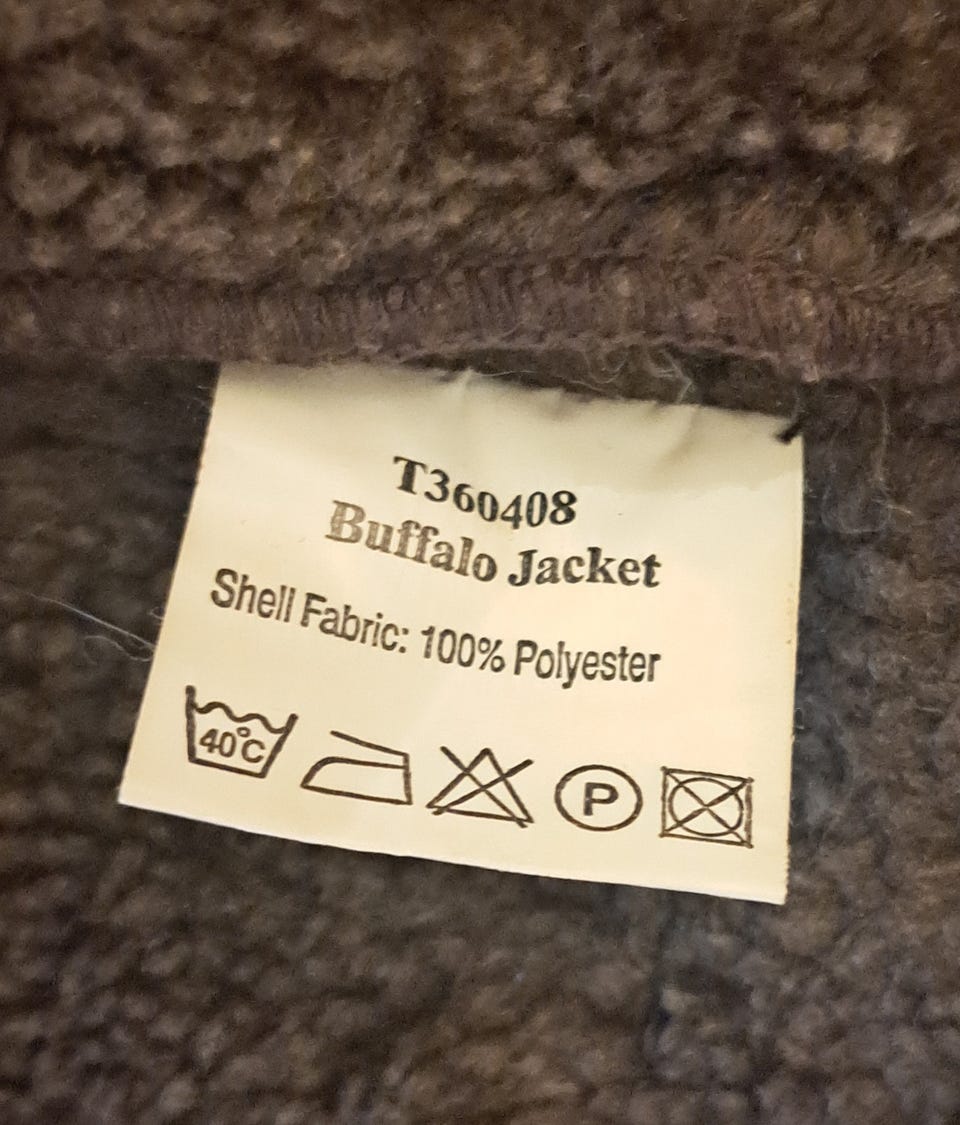 T360408
Buffalo Jacket
Shell Fabric: 100% Polyester
40°C P